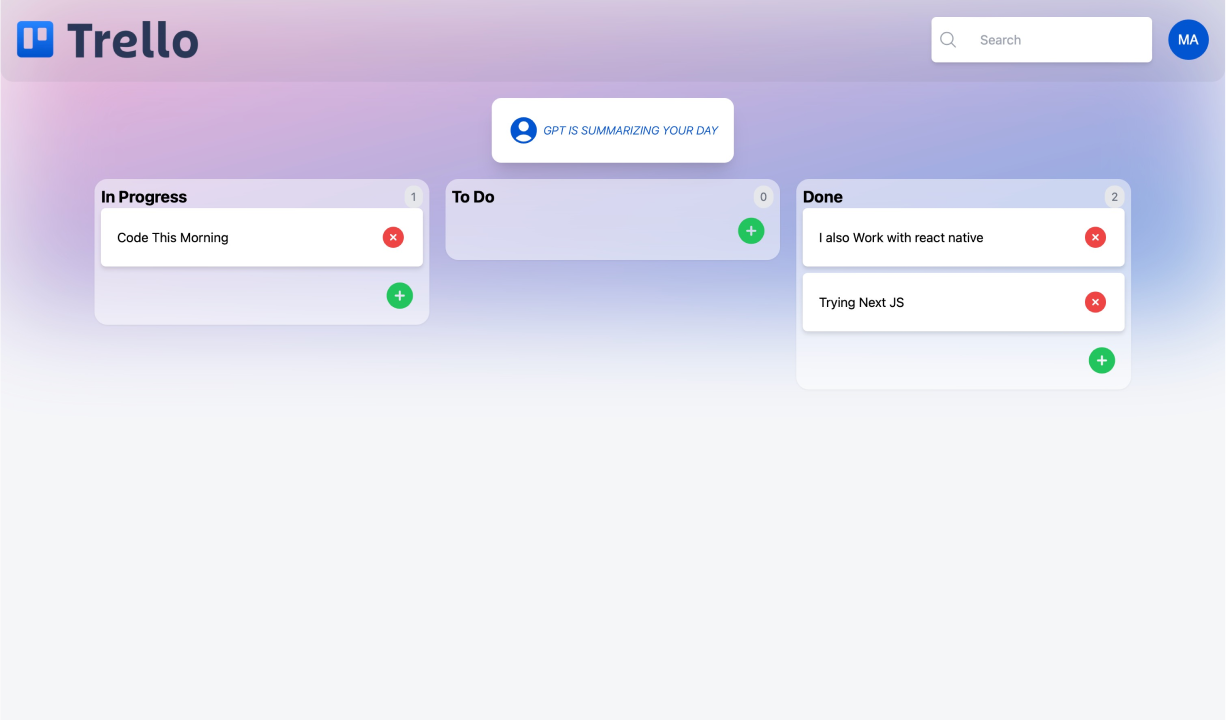 Trello
Search
MA
GPT IS SUMMARIZING YOUR DAY
In Progress
1
Code This Morning
To Do
0
Done
2
I also Work with react native
Trying Next JS